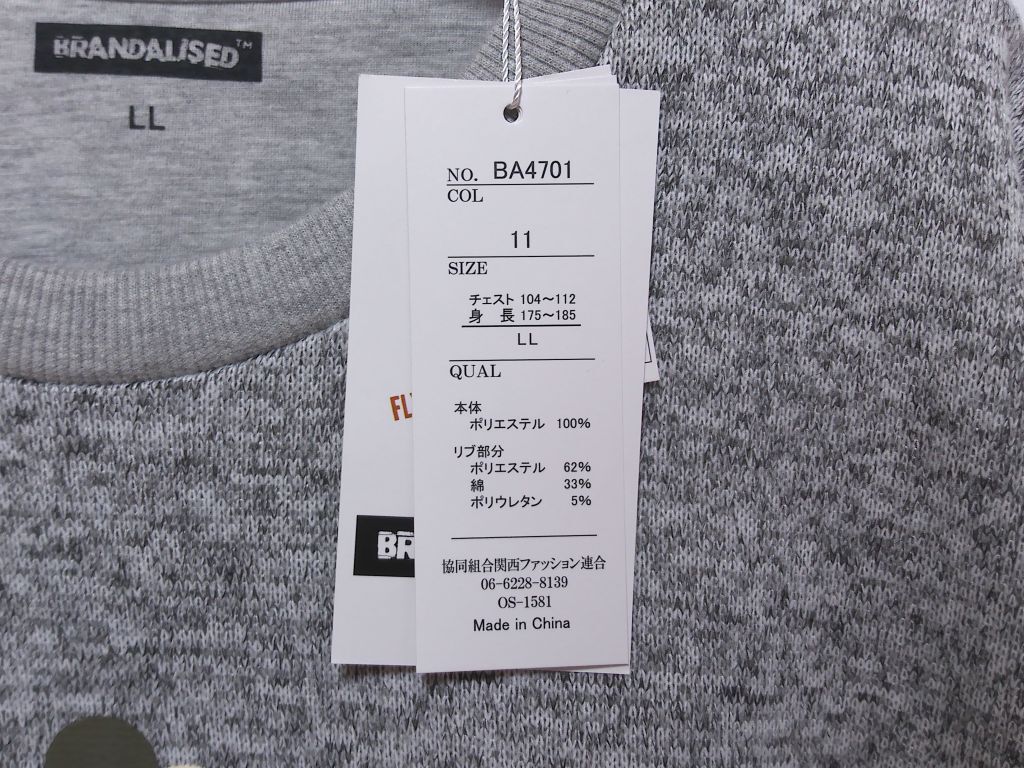 BRANDALISED™
LL
NO. BA4701
COL
11
SIZE
チェスト 104～112
身 長 175～185
LL
QUAL
本体
ポリエステル 100%
リブ部分
ポリエステル 62%
綿 33%
ポリウレタン 5%
協同組合関西ファッション連合
06-6228-8139
OS-1581
Made in China
FL
BR